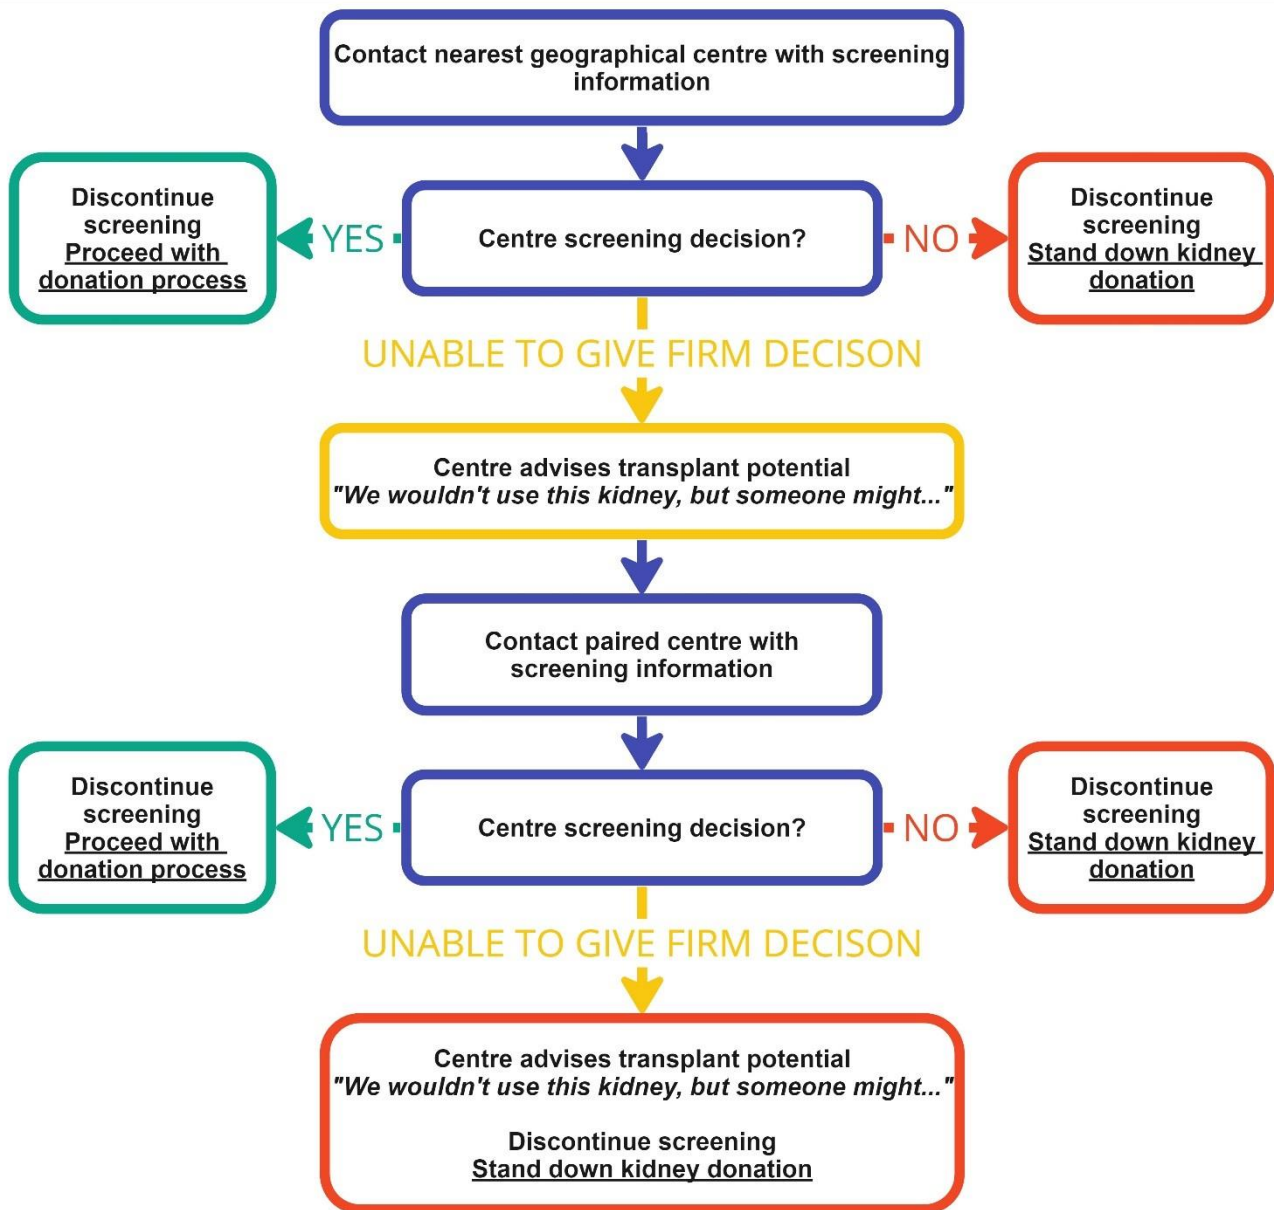 Contact nearest geographical centre with screening
information
Discontinue
screening
Proceed with
donation process
YES
Centre screening decision?
NO
Discontinue
screening
Stand down kidney
donation
UNABLE TO GIVE FIRM DECISON
Centre advises transplant potential
"We wouldn't use this kidney, but someone might..."
Contact paired centre with
screening information
Discontinue
screening
Proceed with
donation process
YES
Centre screening decision?
NO
Discontinue
screening
Stand down kidney
donation
UNABLE TO GIVE FIRM DECISON
Centre advises transplant potential
"We wouldn't use this kidney, but someone might..."
Discontinue screening
Stand down kidney donation